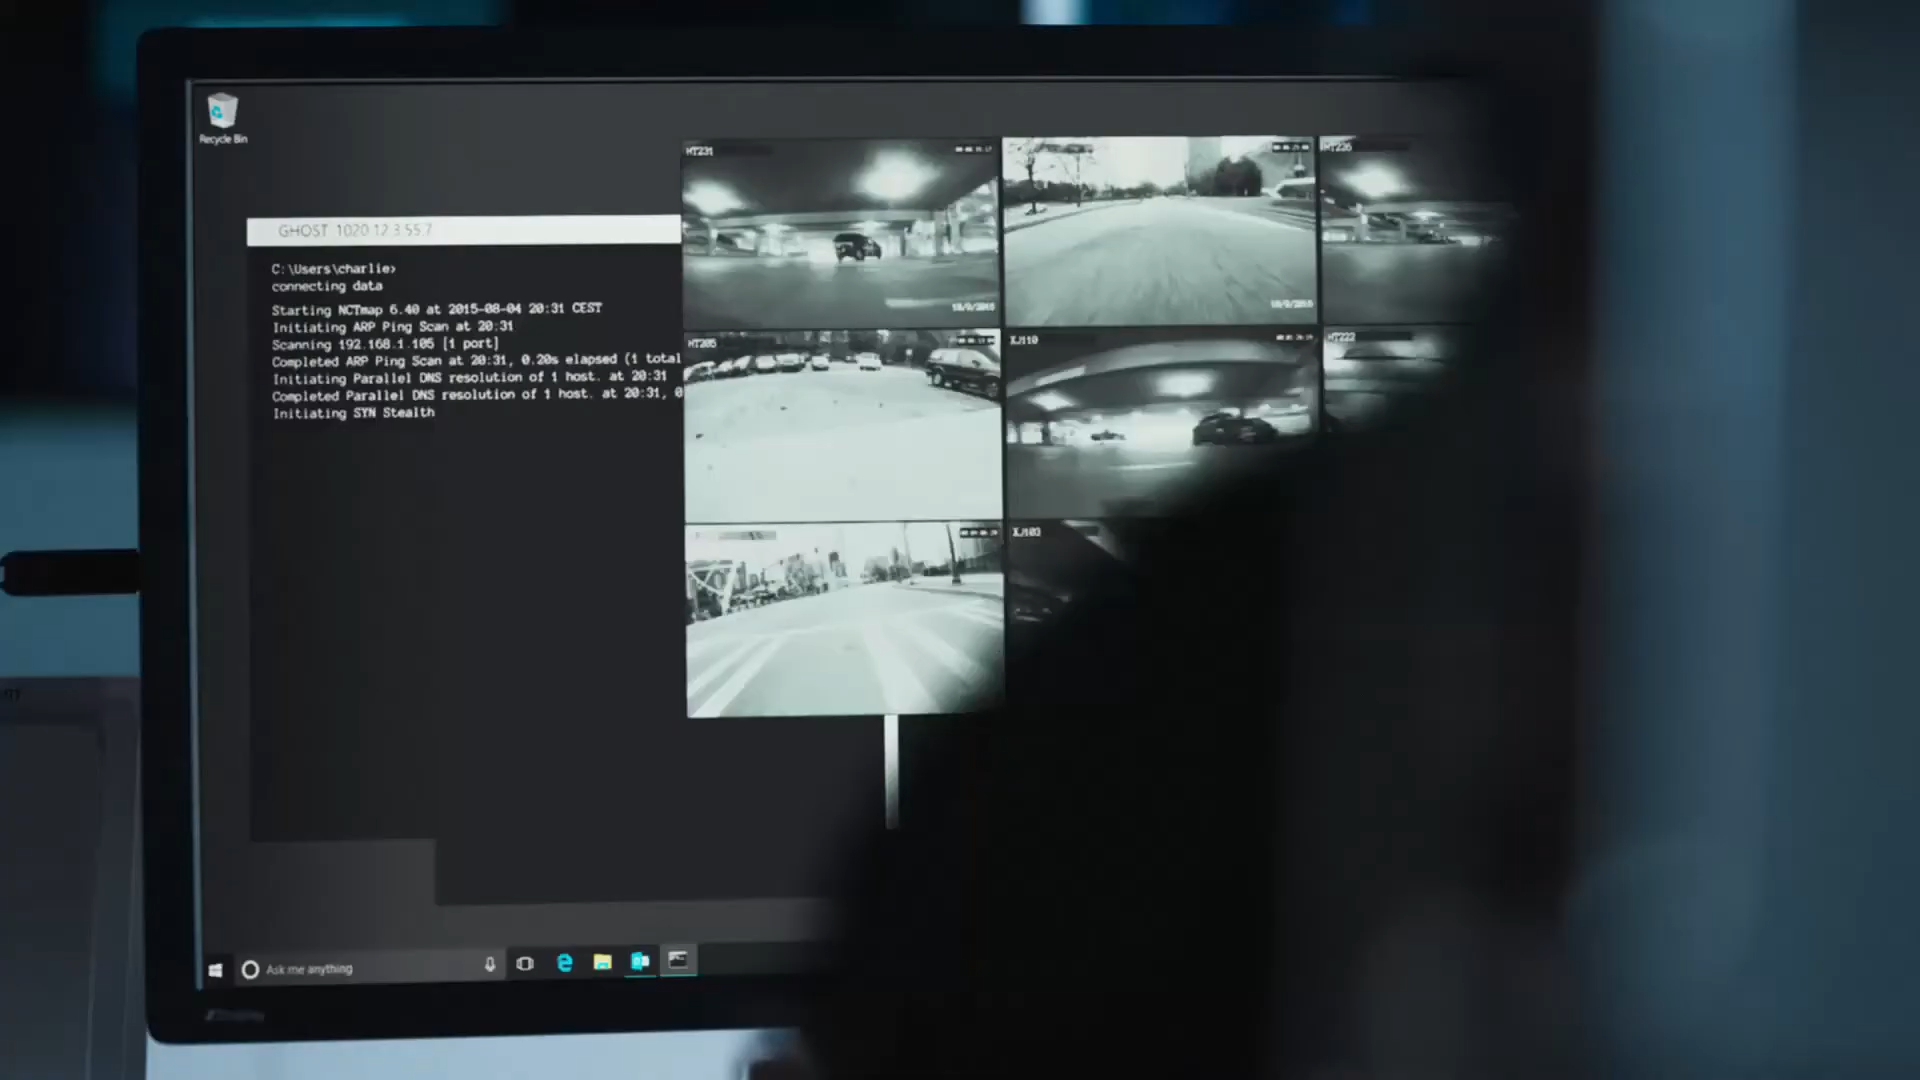 Recycle Bin
GHOST 1020 12 3 55.7
C:\Users\charlie>
connecting data
Starting NCTmap 6.40 at 2015-08-04 20:31 CEST
Initiating ARP Ping Scan at 20:31
Scanning 192.168.1.105 [1 port]
Completed ARP Ping Scan at 20:31, 0.20s elapsed (1 total
Initiating Parallel DNS resolution of 1 host. at 20:31
Completed Parallel DNS resolution of 1 host. at 20:31, 0
Initiating SYN Stealth
HT231
HT226
HT205
XJ110
HT222
XJ103
Ask me anything